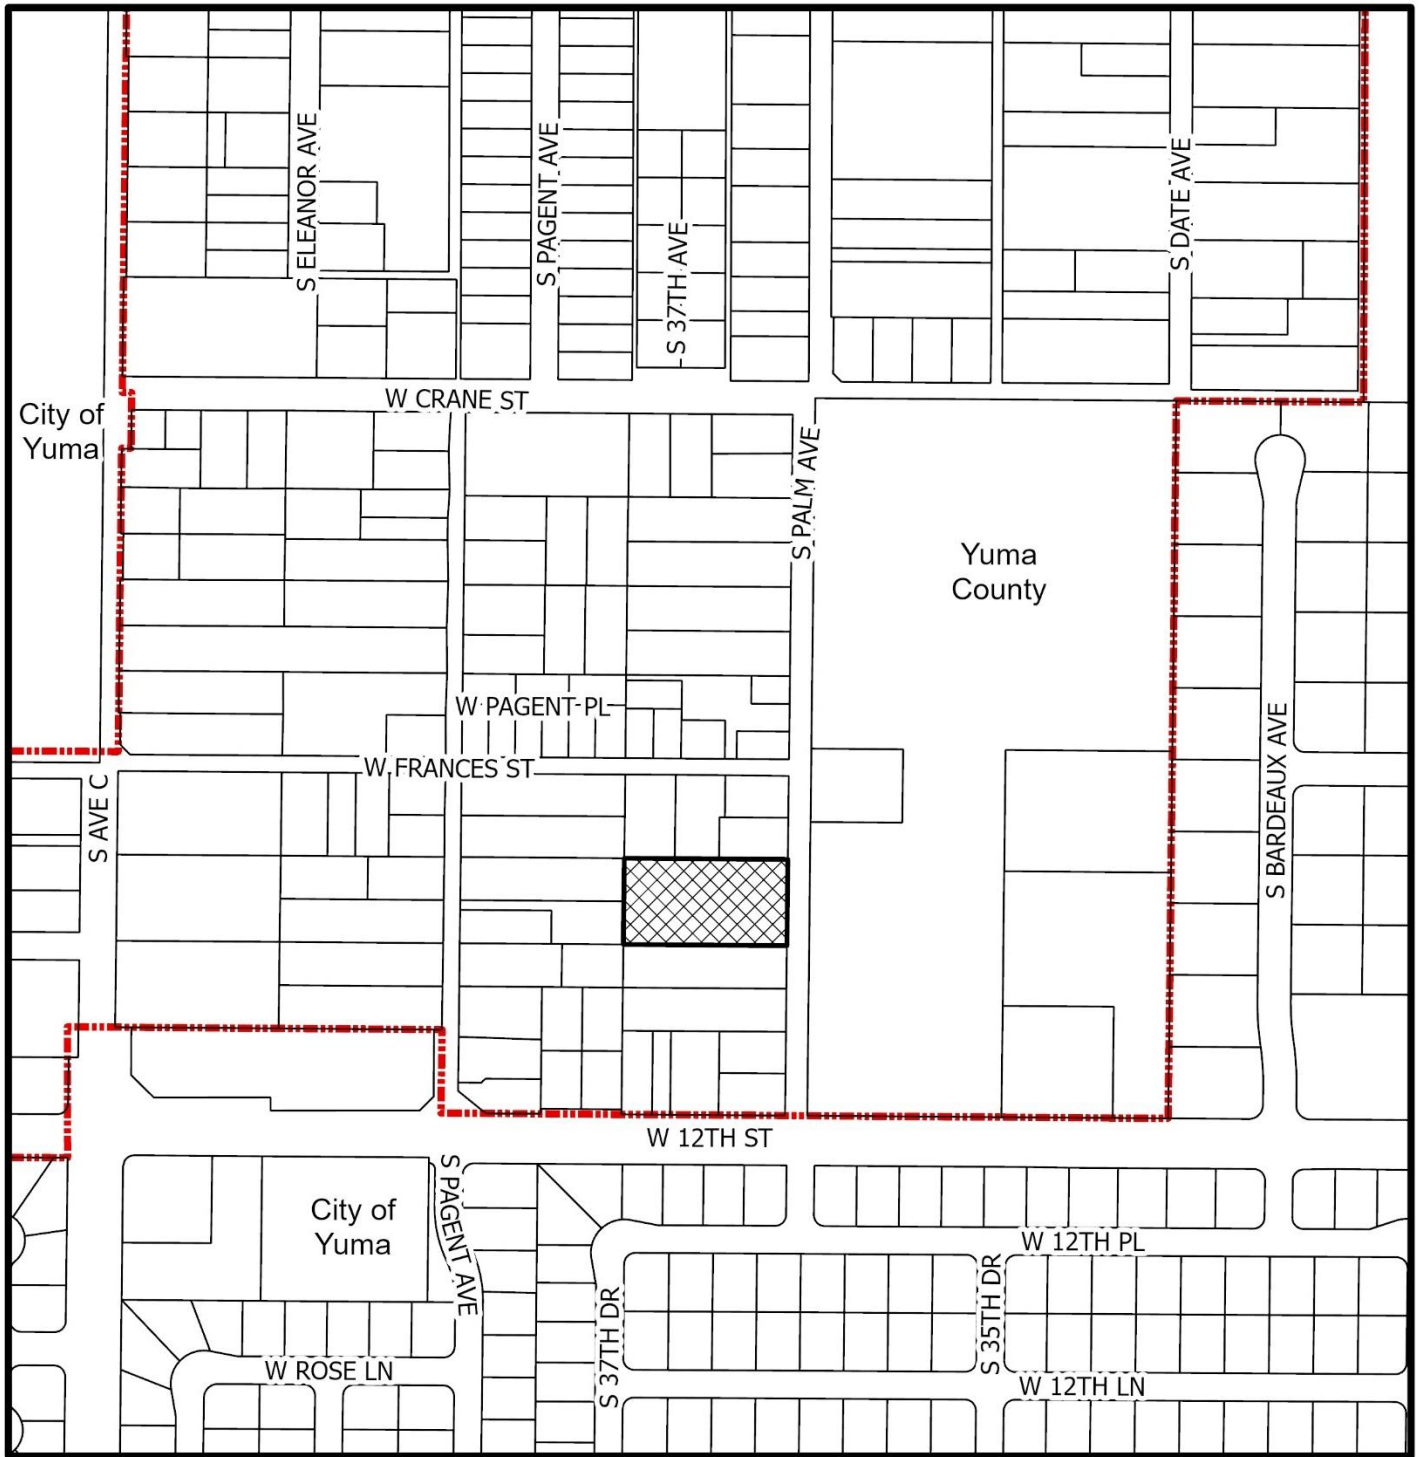 S ELEANOR AVE
S PAGENT AVE
S 37TH AVE
S DATE AVE
W CRANE ST
City of
Yuma
S PALM AVE
Yuma
County
W PAGENT PL
W FRANCES ST
S AVE C
S BARDEAUX AVE
W 12TH ST
S PAGENT AVE
City of
Yuma
W 12TH PL
S 37TH DR
S 35TH DR
W ROSE LN
W 12TH LN